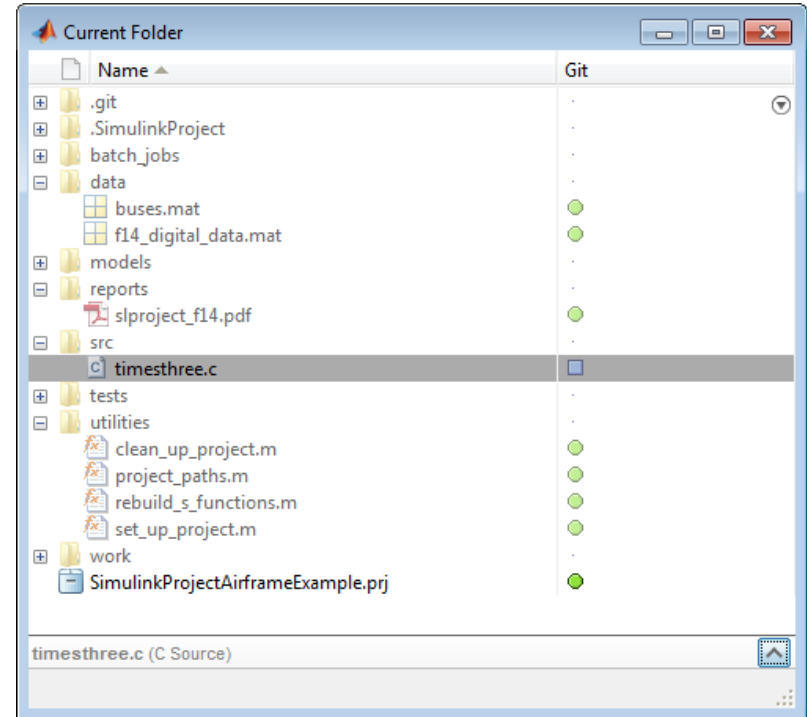 Current Folder
Name Git
.git
.SimulinkProject
batch_jobs
data
buses.mat
f14_digital_data.mat
models
reports
slproject_f14.pdf
src
timesthree.c
tests
utilities
clean_up_project.m
project_paths.m
rebuild_s_functions.m
set_up_project.m
work
SimulinkProjectAirframeExample.prj
timesthree.c (C Source)